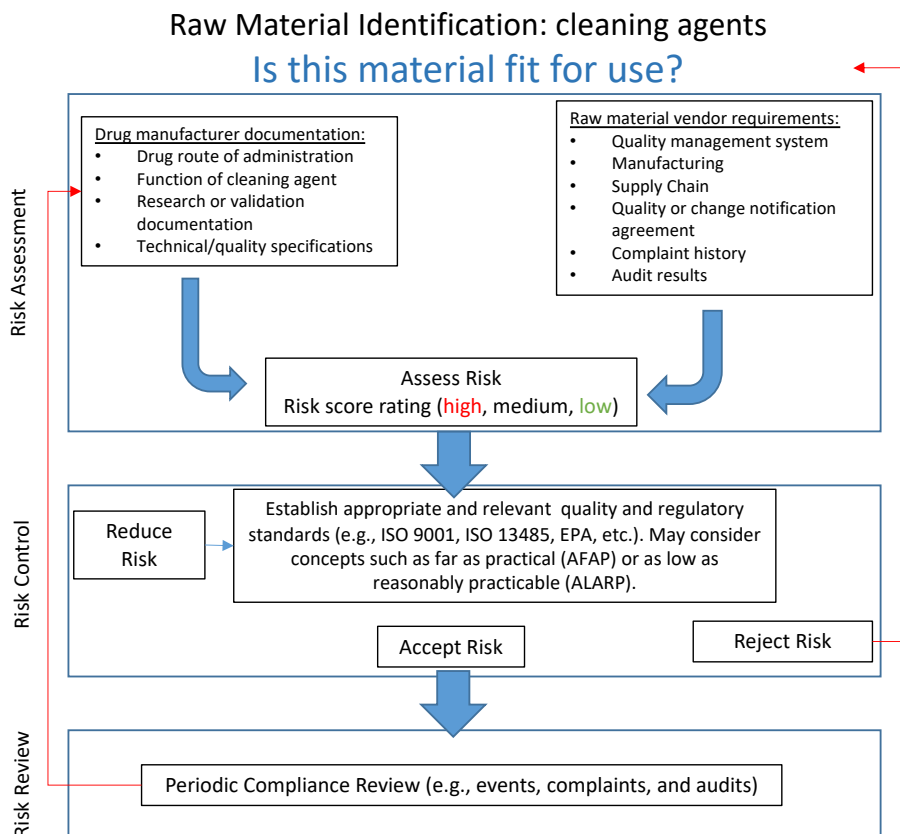 Raw Material Identification: cleaning agents
Is this material fit for use?
Risk Assessment
Drug manufacturer documentation:
• Drug route of administration
• Function of cleaning agent
• Research or validation
documentation
• Technical/quality specifications
Raw material vendor requirements:
• Quality management system
• Manufacturing
• Supply Chain
• Quality or change notification
agreement
• Complaint history
• Audit results
Assess Risk
Risk score rating (high, medium, low)
Risk Control
Reduce
Risk
Establish appropriate and relevant quality and regulatory
standards (e.g., ISO 9001, ISO 13485, EPA, etc.). May consider
concepts such as far as practical (AFAP) or as low as
reasonably practicable (ALARP).
Accept Risk
Reject Risk
Risk Review
Periodic Compliance Review (e.g., events, complaints, and audits)